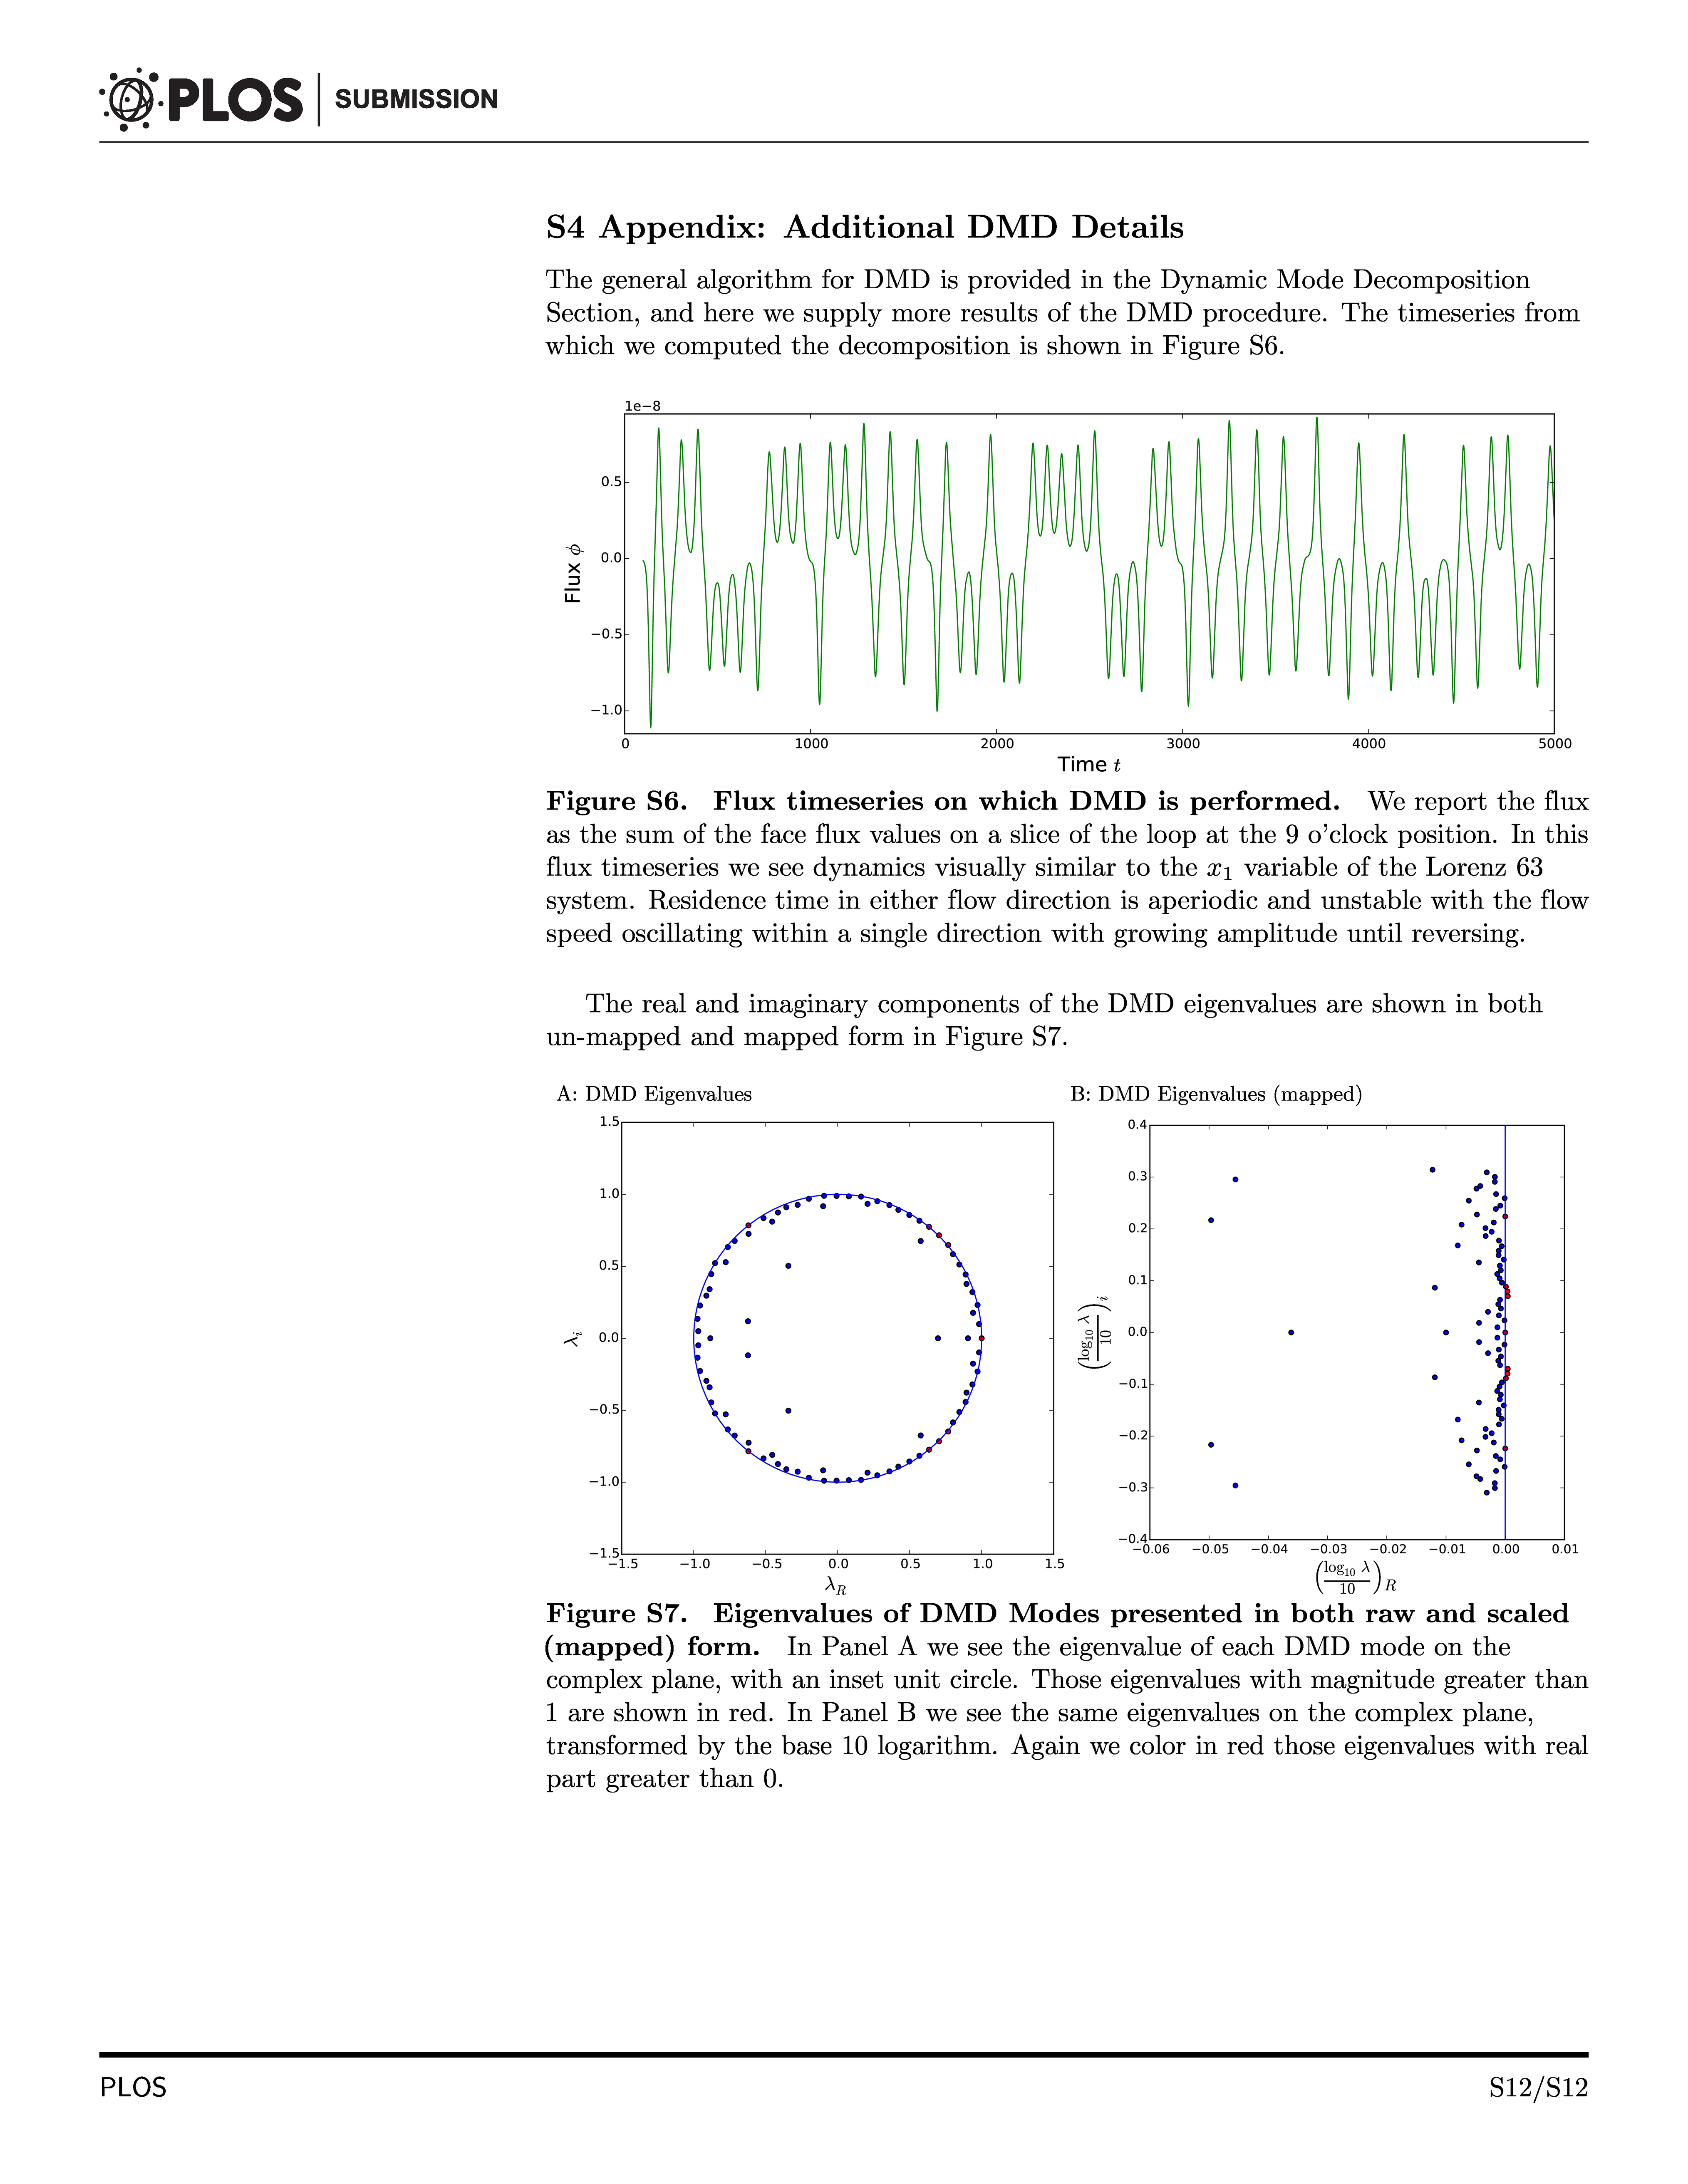 PLOS SUBMISSION
S4 Appendix: Additional DMD Details
The general algorithm for DMD is provided in the Dynamic Mode Decomposition
Section, and here we supply more results of the DMD procedure. The timeseries from
which we computed the decomposition is shown in Figure S6.
1e−8
0.5
0.0
−0.5
−1.0
Flux ϕ
0 1000 2000 3000 4000 5000
Time t
Figure S6. Flux timeseries on which DMD is performed. We report the flux
as the sum of the face flux values on a slice of the loop at the 9 o'clock position. In this
flux timeseries we see dynamics visually similar to the x₁ variable of the Lorenz 63
system. Residence time in either flow direction is aperiodic and unstable with the flow
speed oscillating within a single direction with growing amplitude until reversing.
The real and imaginary components of the DMD eigenvalues are shown in both
un-mapped and mapped form in Figure S7.
A: DMD Eigenvalues
1.5
1.0
0.5
0.0
−0.5
−1.0
−1.5
λᵢ
−1.5 −1.0 −0.5 0.0 0.5 1.0 1.5
λ_R
B: DMD Eigenvalues (mapped)
0.4
0.3
0.2
0.1
0.0
−0.1
−0.2
−0.3
−0.4
(log₁₀ λ / 10)ᵢ
−0.06 −0.05 −0.04 −0.03 −0.02 −0.01 0.00 0.01
(log₁₀ λ / 10)_R
Figure S7. Eigenvalues of DMD Modes presented in both raw and scaled
(mapped) form. In Panel A we see the eigenvalue of each DMD mode on the
complex plane, with an inset unit circle. Those eigenvalues with magnitude greater than
1 are shown in red. In Panel B we see the same eigenvalues on the complex plane,
transformed by the base 10 logarithm. Again we color in red those eigenvalues with real
part greater than 0.
PLOS S12/S12